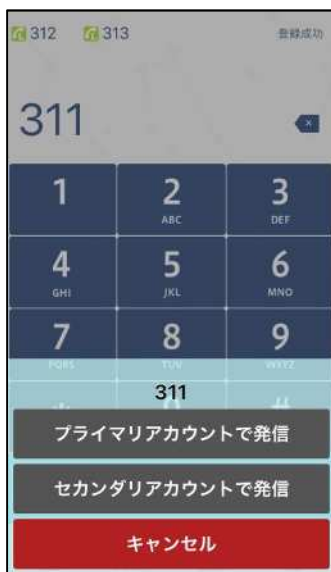 312 313 登録成功
311
1 2 3
ABC DEF
4 5 6
GHI JKL MNO
7 8 9
PQRS TUV WXYZ
311
プライマリアカウントで発信
セカンダリアカウントで発信
キャンセル